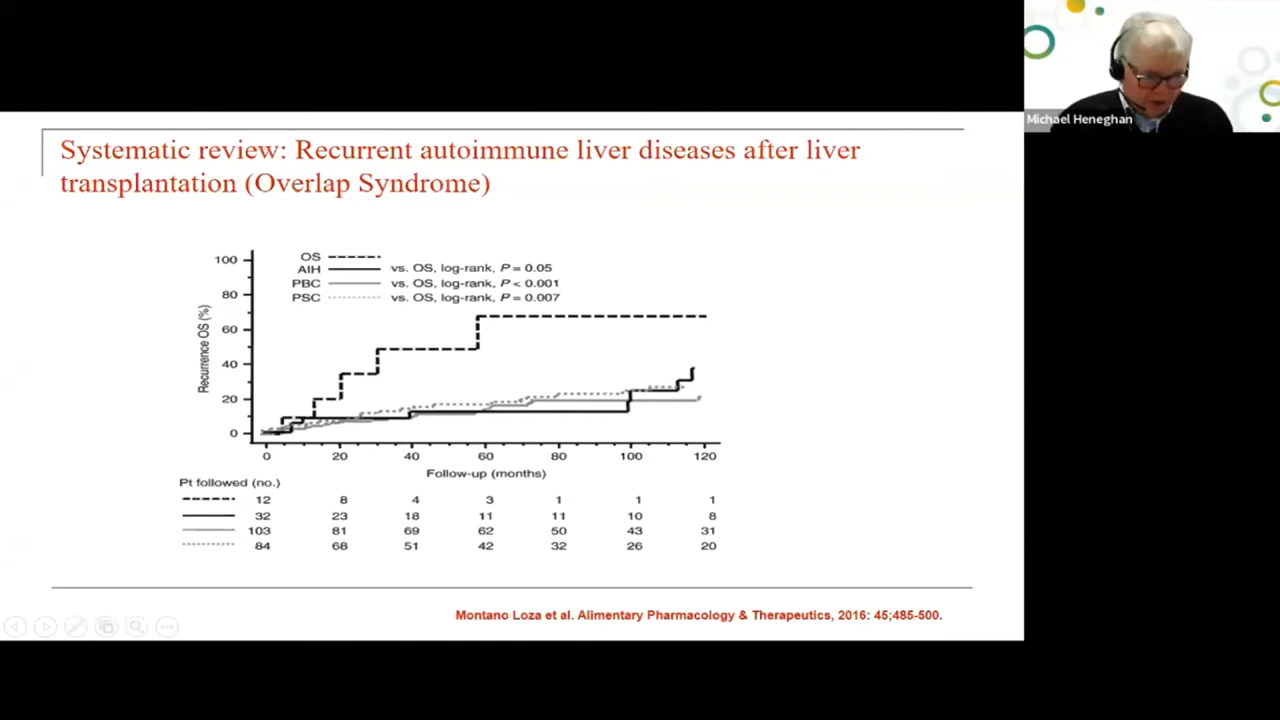 Michael Heneghan
Systematic review: Recurrent autoimmune liver diseases after liver
transplantation (Overlap Syndrome)
OS
AIH vs. OS, log-rank, P = 0.05
PBC vs. OS, log-rank, P < 0.001
PSC vs. OS, log-rank, P = 0.007
Recurrence OS (%)
100
80
60
40
20
0
0 20 40 60 80 100 120
Follow-up (months)
Pt followed (no.)
12 8 4 3 1 1 1
32 23 18 11 11 10 8
103 81 69 62 50 43 31
84 68 51 42 32 26 20
Montano Loza et al. Alimentary Pharmacology & Therapeutics, 2016: 45;485-500.